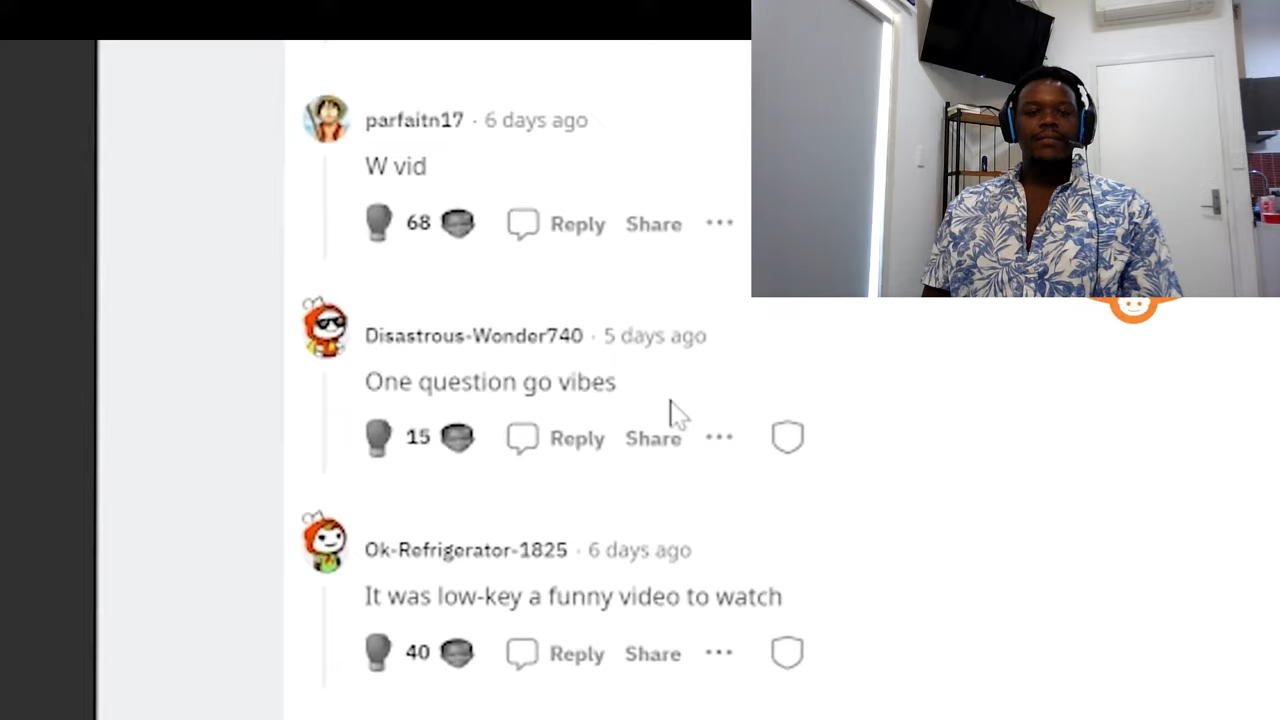 parfaitn17 · 6 days ago
W vid
68 Reply Share ···
Disastrous-Wonder740 · 5 days ago
One question go vibes
15 Reply Share ···
Ok-Refrigerator-1825 · 6 days ago
It was low-key a funny video to watch
40 Reply Share ···